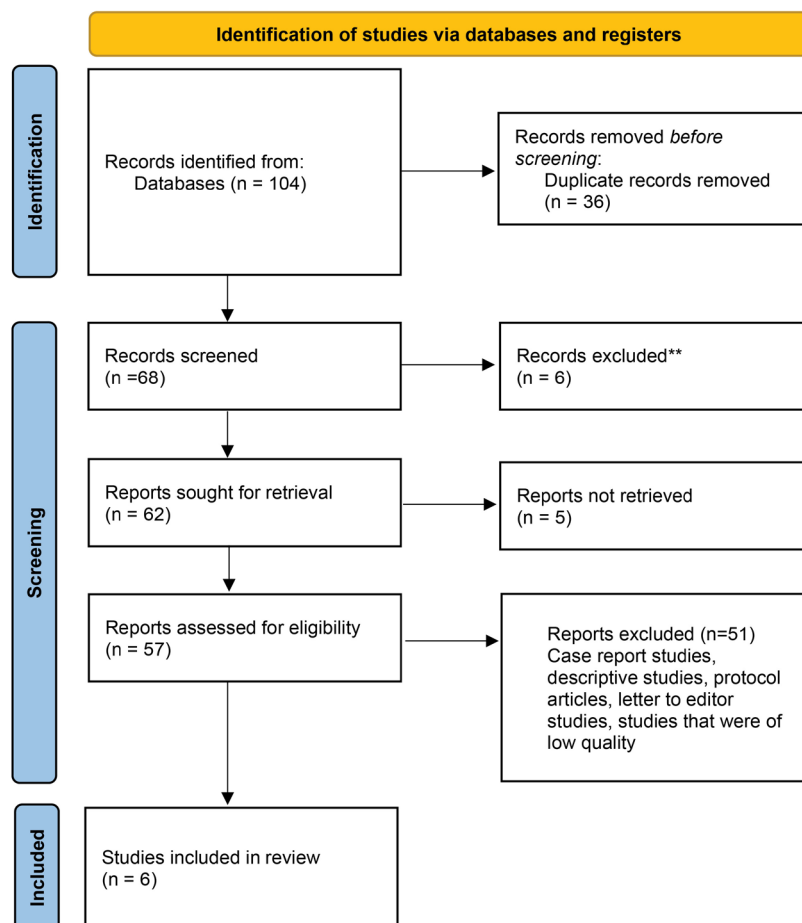 Identification of studies via databases and registers
Identification
Records identified from:
Databases (n = 104)
Records removed before
screening:
Duplicate records removed
(n = 36)
Screening
Records screened
(n =68)
Records excluded**
(n = 6)
Reports sought for retrieval
(n = 62)
Reports not retrieved
(n = 5)
Reports assessed for eligibility
(n = 57)
Reports excluded (n=51)
Case report studies,
descriptive studies, protocol
articles, letter to editor
studies, studies that were of
low quality
Included
Studies included in review
(n = 6)